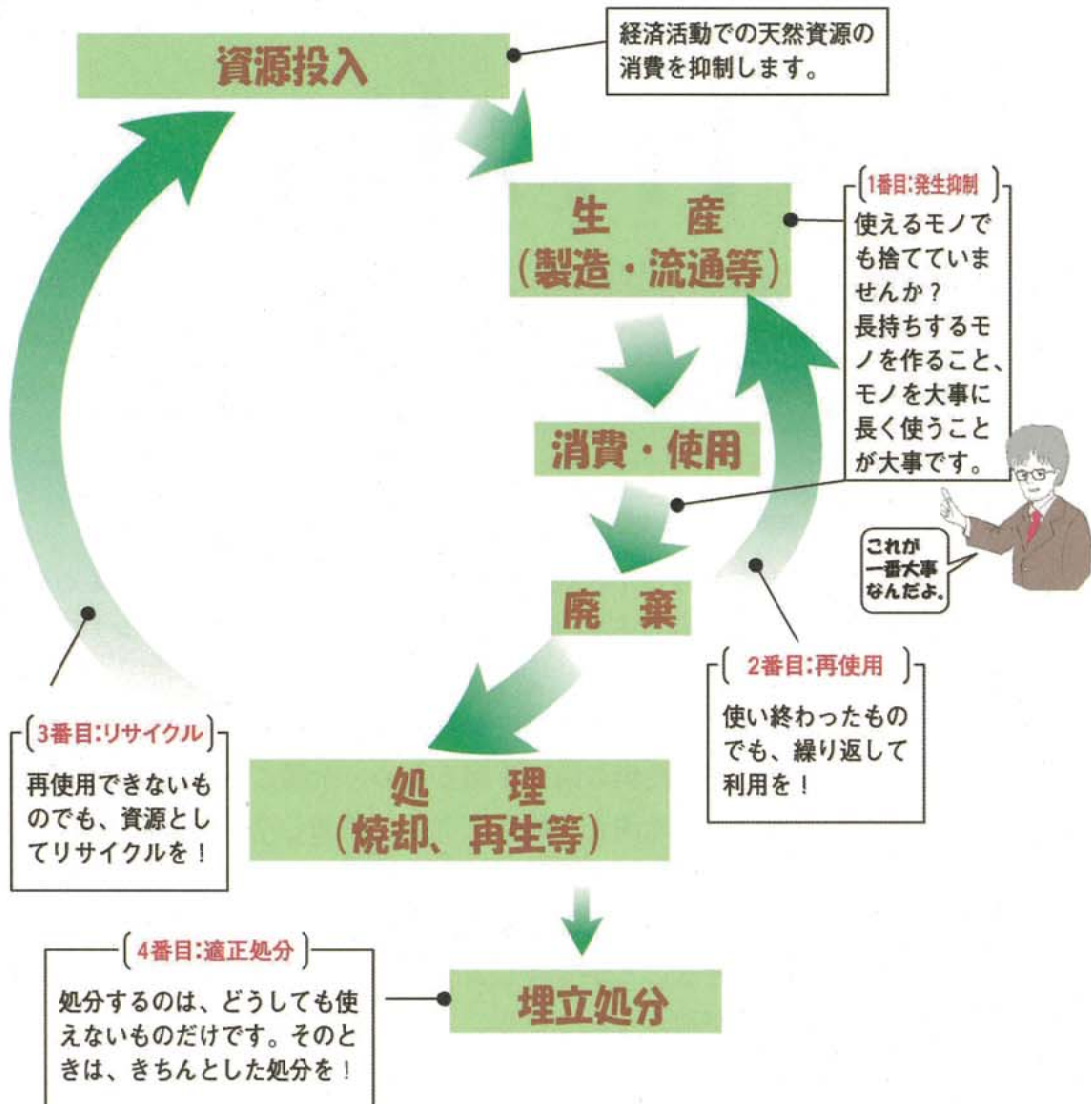 資源投入
経済活動での天然資源の
消費を抑制します。
生　産
(製造・流通等)
1番目:発生抑制
使えるモノで
も捨てていま
せんか?
長持ちするモ
ノを作ること、
モノを大事に
長く使うこと
が大事です。
消費・使用
これが
一番大事
なんだよ。
廃　棄
2番目:再使用
使い終わったもの
でも、繰り返して
利用を!
3番目:リサイクル
再使用できないも
のでも、資源とし
てリサイクルを!
処　理
(焼却、再生等)
4番目:適正処分
処分するのは、どうしても使
えないものだけです。そのと
きは、きちんとした処分を!
埋立処分